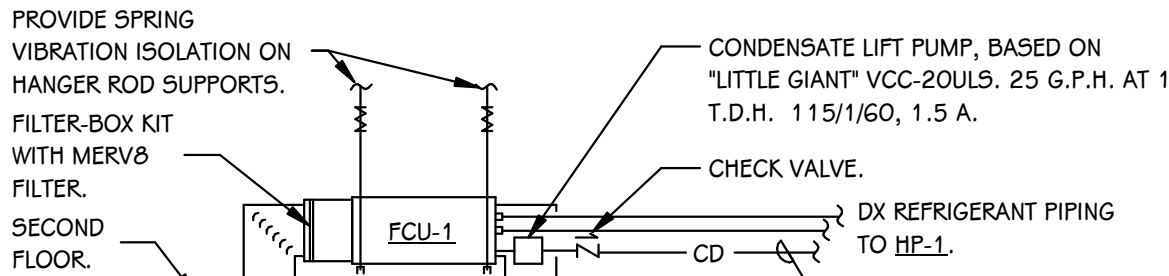 PROVIDE SPRING
VIBRATION ISOLATION ON
HANGER ROD SUPPORTS.
FILTER-BOX KIT
WITH MERV8
FILTER.
SECOND
FLOOR.
FCU-1
CONDENSATE LIFT PUMP, BASED ON
"LITTLE GIANT" VCC-20ULS. 25 G.P.H. AT 1
T.D.H. 115/1/60, 1.5 A.
CHECK VALVE.
DX REFRIGERANT PIPING
TO HP-1.
CD